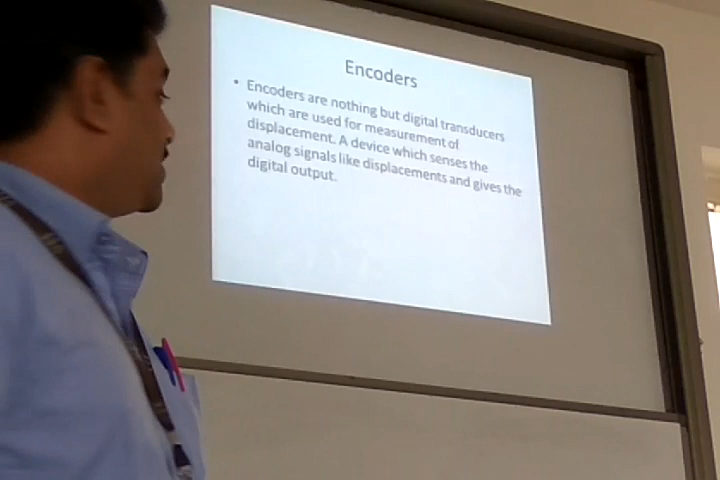 Encoders
• Encoders are nothing but digital transducers
which are used for measurement of
displacement. A device which senses the
analog signals like displacements and gives the
digital output.